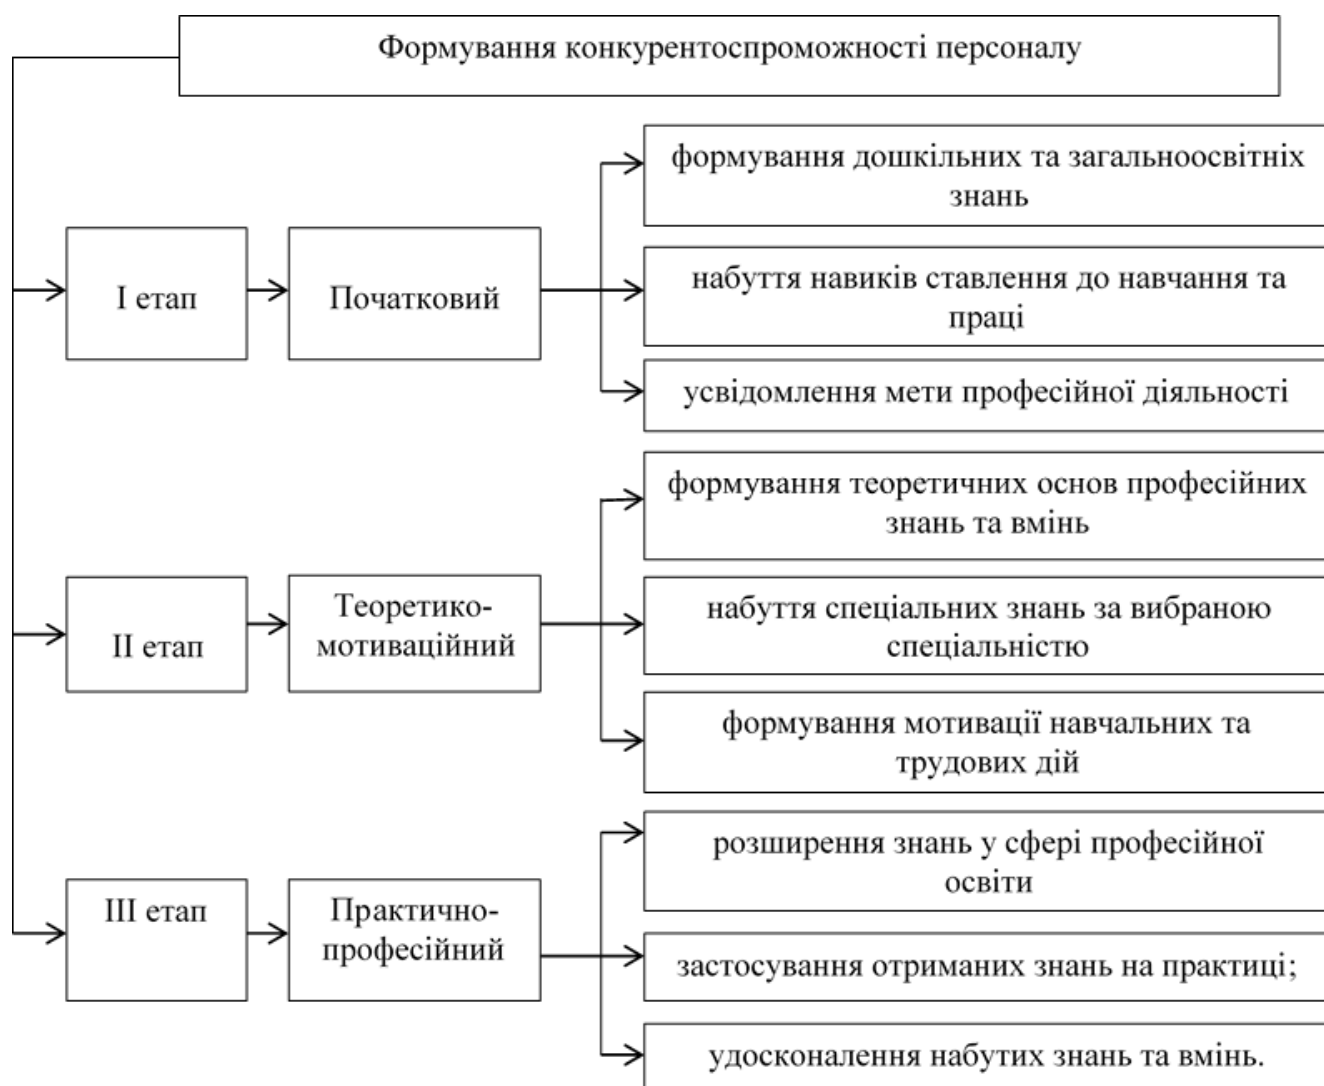 Формування конкурентоспроможності персоналу
І етап
Початковий
формування дошкільних та загальноосвітніх
знань
набуття навиків ставлення до навчання та
праці
усвідомлення мети професійної діяльності
ІІ етап
Теоретико-
мотиваційний
формування теоретичних основ професійних
знань та вмінь
набуття спеціальних знань за вибраною
спеціальністю
формування мотивації навчальних та
трудових дій
ІІІ етап
Практично-
професійний
розширення знань у сфері професійної
освіти
застосування отриманих знань на практиці;
удосконалення набутих знань та вмінь.